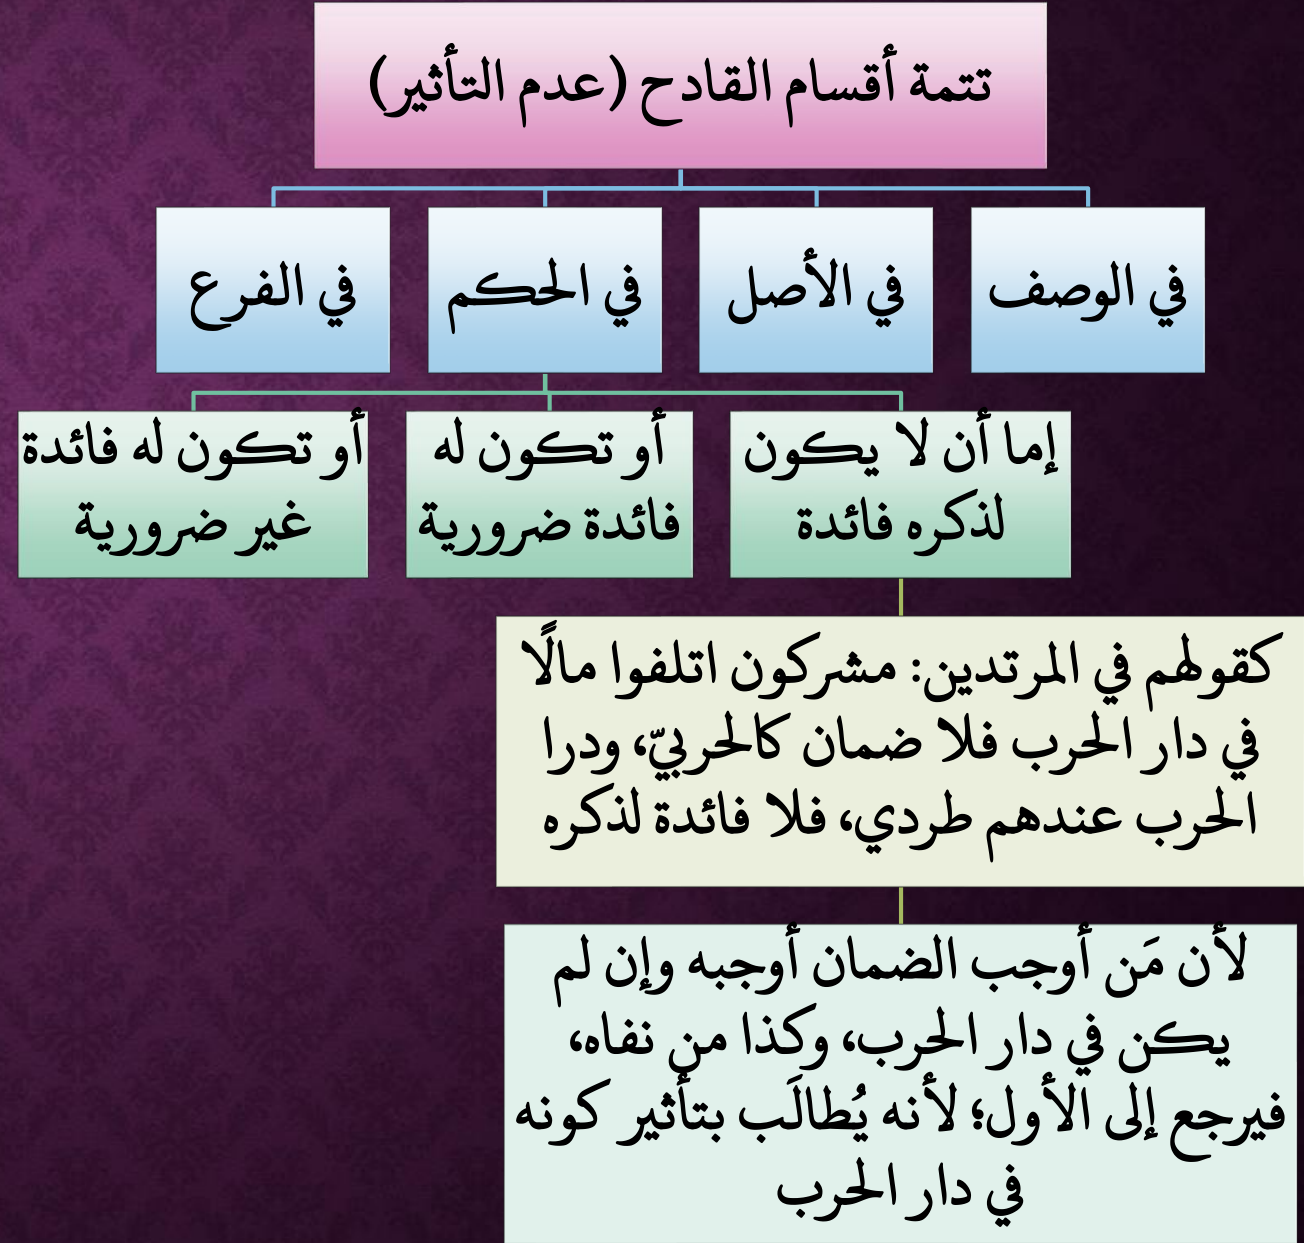 تتمة أقسام القادح (عدم التأثير)
في الوصف
في الأصل
في الحكم
في الفرع
إما أن لا يكون
لذكره فائدة
أو تكون له
فائدة ضرورية
أو تكون له فائدة
غير ضرورية
كقولهم في المرتدين: مشركون اتلفوا مالًا
في دار الحرب فلا ضمان كالحربيّ، ودرا
الحرب عندهم طردي، فلا فائدة لذكره
لأن مَن أوجب الضمان أوجبه وإن لم
يكن في دار الحرب، وكذا من نفاه،
فيرجع إلى الأول؛ لأنه يُطالَب بتأثير كونه
في دار الحرب